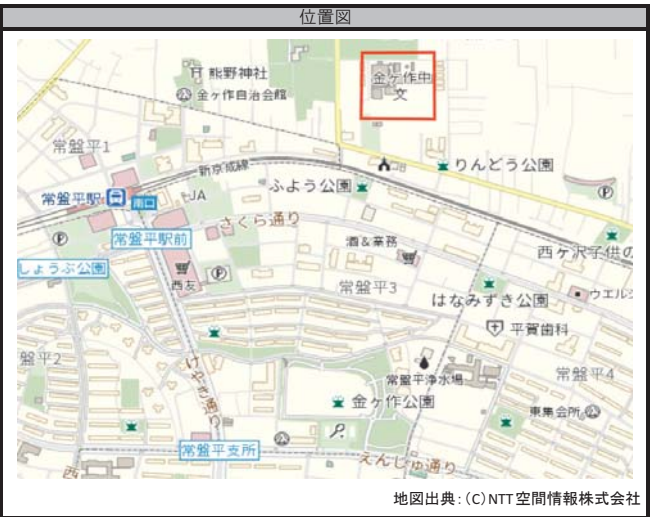 位置図
熊野神社
金ヶ作自治会館
金ケ作中
文
常盤平1
新京成線
りんどう公園
ふよう公園
常盤平駅
南口
JA
さくら通り
常盤平駅前
酒&業務
西ヶ沢子供の
しょうぶ公園
西友
常盤平3
はなみずき公園
ウエルシ
平賀歯科
盤平2
けやき通り
常盤平浄水場
常盤平4
金ヶ作公園
東集会所
常盤平支所
えんじゅ通り
西
地図出典:(C)NTT空間情報株式会社